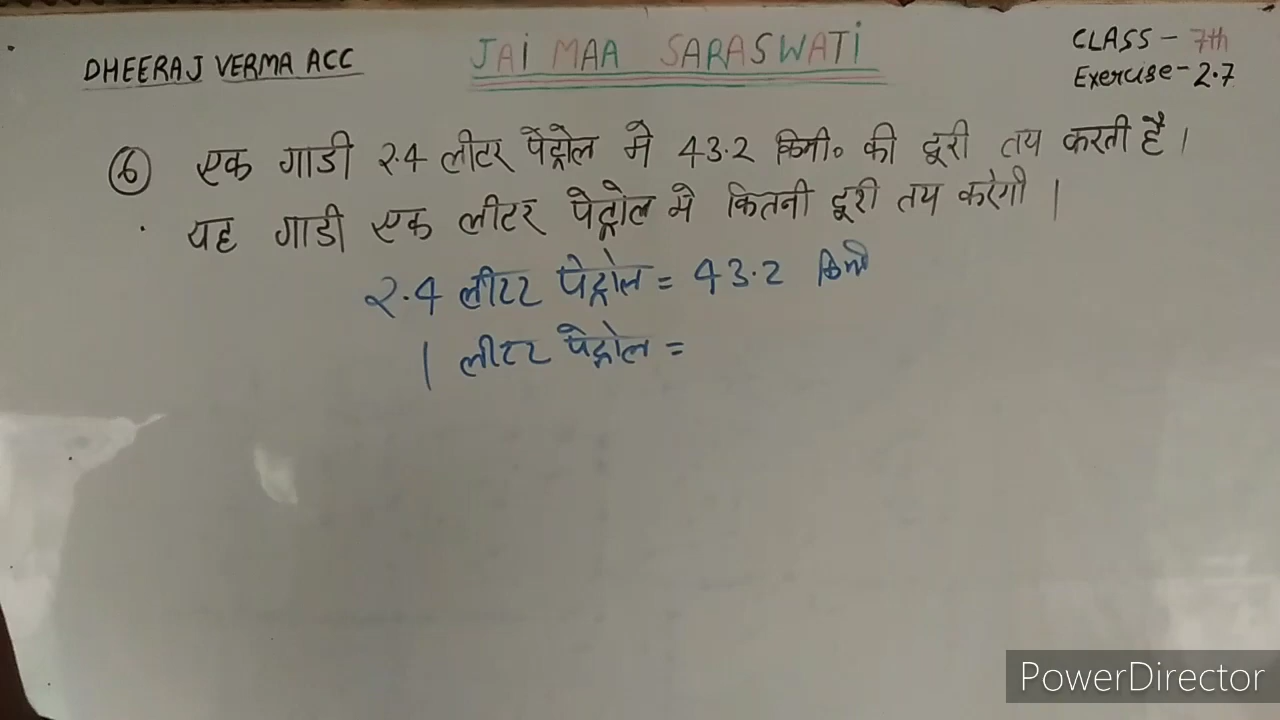 DHEERAJ VERMA ACC
JAI MAA SARASWATI
CLASS - 7th
Exercise - 2.7
6 एक गाडी 2.4 लीटर पेट्रोल मे 43.2 किमी० की दूरी तय करती है।
यह गाडी एक लीटर पेट्रोल मे कितनी दूरी तय करेगी |
2.4 लीटर पेट्रोल = 43.2 किमी
1 लीटर पेट्रोल =
PowerDirector